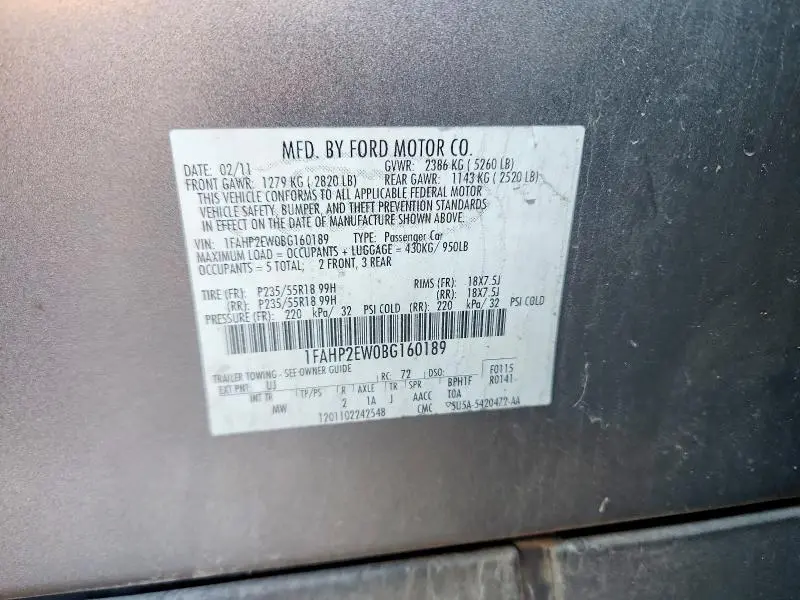 MFD. BY FORD MOTOR CO.
DATE: 02/11 GVWR: 2386 KG ( 5260 LB)
FRONT GAWR: 1279 KG ( 2820 LB) REAR GAWR: 1143 KG ( 2520 LB)
THIS VEHICLE CONFORMS TO ALL APPLICABLE FEDERAL MOTOR
VEHICLE SAFETY, BUMPER, AND THEFT PREVENTION STANDARDS
IN EFFECT ON THE DATE OF MANUFACTURE SHOWN ABOVE.
VIN: 1FAHP2EW0BG160189 TYPE: Passenger Car
MAXIMUM LOAD = OCCUPANTS + LUGGAGE = 430KG/ 950LB
OCCUPANTS = 5 TOTAL; 2 FRONT, 3 REAR
TIRE (FR): P235/55R18 99H RIMS (FR): 18X7.5J
(RR): P235/55R18 99H (RR): 18X7.5J
PRESSURE (FR): 220 kPa/ 32 PSI COLD (RR): 220 kPa/ 32 PSI COLD
1FAHP2EW0BG160189
TRAILER TOWING - SEE OWNER GUIDE RC: 72 DSO: F0115
EXT PNT: UJ R0141
INT TR TP/PS R AXLE TR SPR BPH1F
MW 2 1A J AACC T0A
1201102242548 CMC 5U5A-5420472-AA